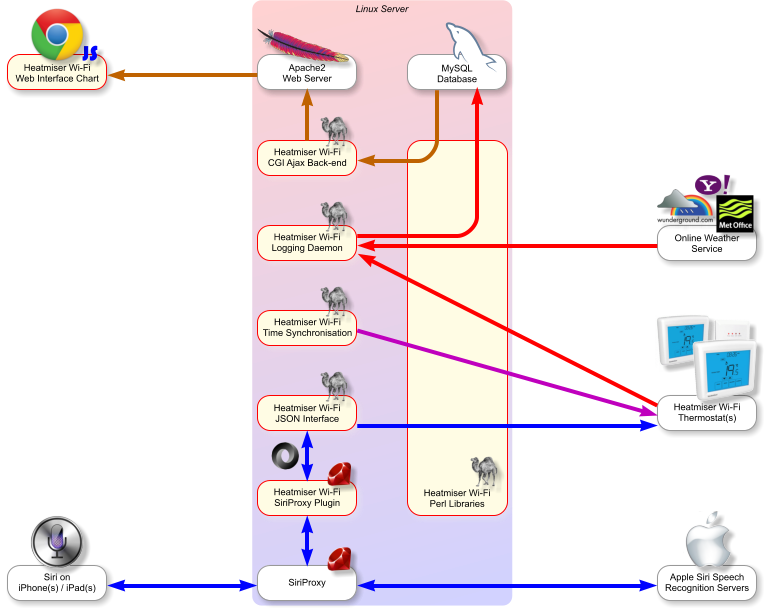 Linux Server
JS
Heatmiser Wi-Fi
Web Interface Chart
Apache2
Web Server
MySQL
Database
Heatmiser Wi-Fi
CGI Ajax Back-end
Heatmiser Wi-Fi
Logging Daemon
Y!
wunderground.com
Met Office
Online Weather
Service
Heatmiser Wi-Fi
Time Synchronisation
19
19
Heatmiser Wi-Fi
Thermostat(s)
Heatmiser Wi-Fi
JSON Interface
Heatmiser Wi-Fi
SiriProxy Plugin
Heatmiser Wi-Fi
Perl Libraries
Siri on
iPhone(s) / iPad(s)
SiriProxy
Apple Siri Speech
Recognition Servers